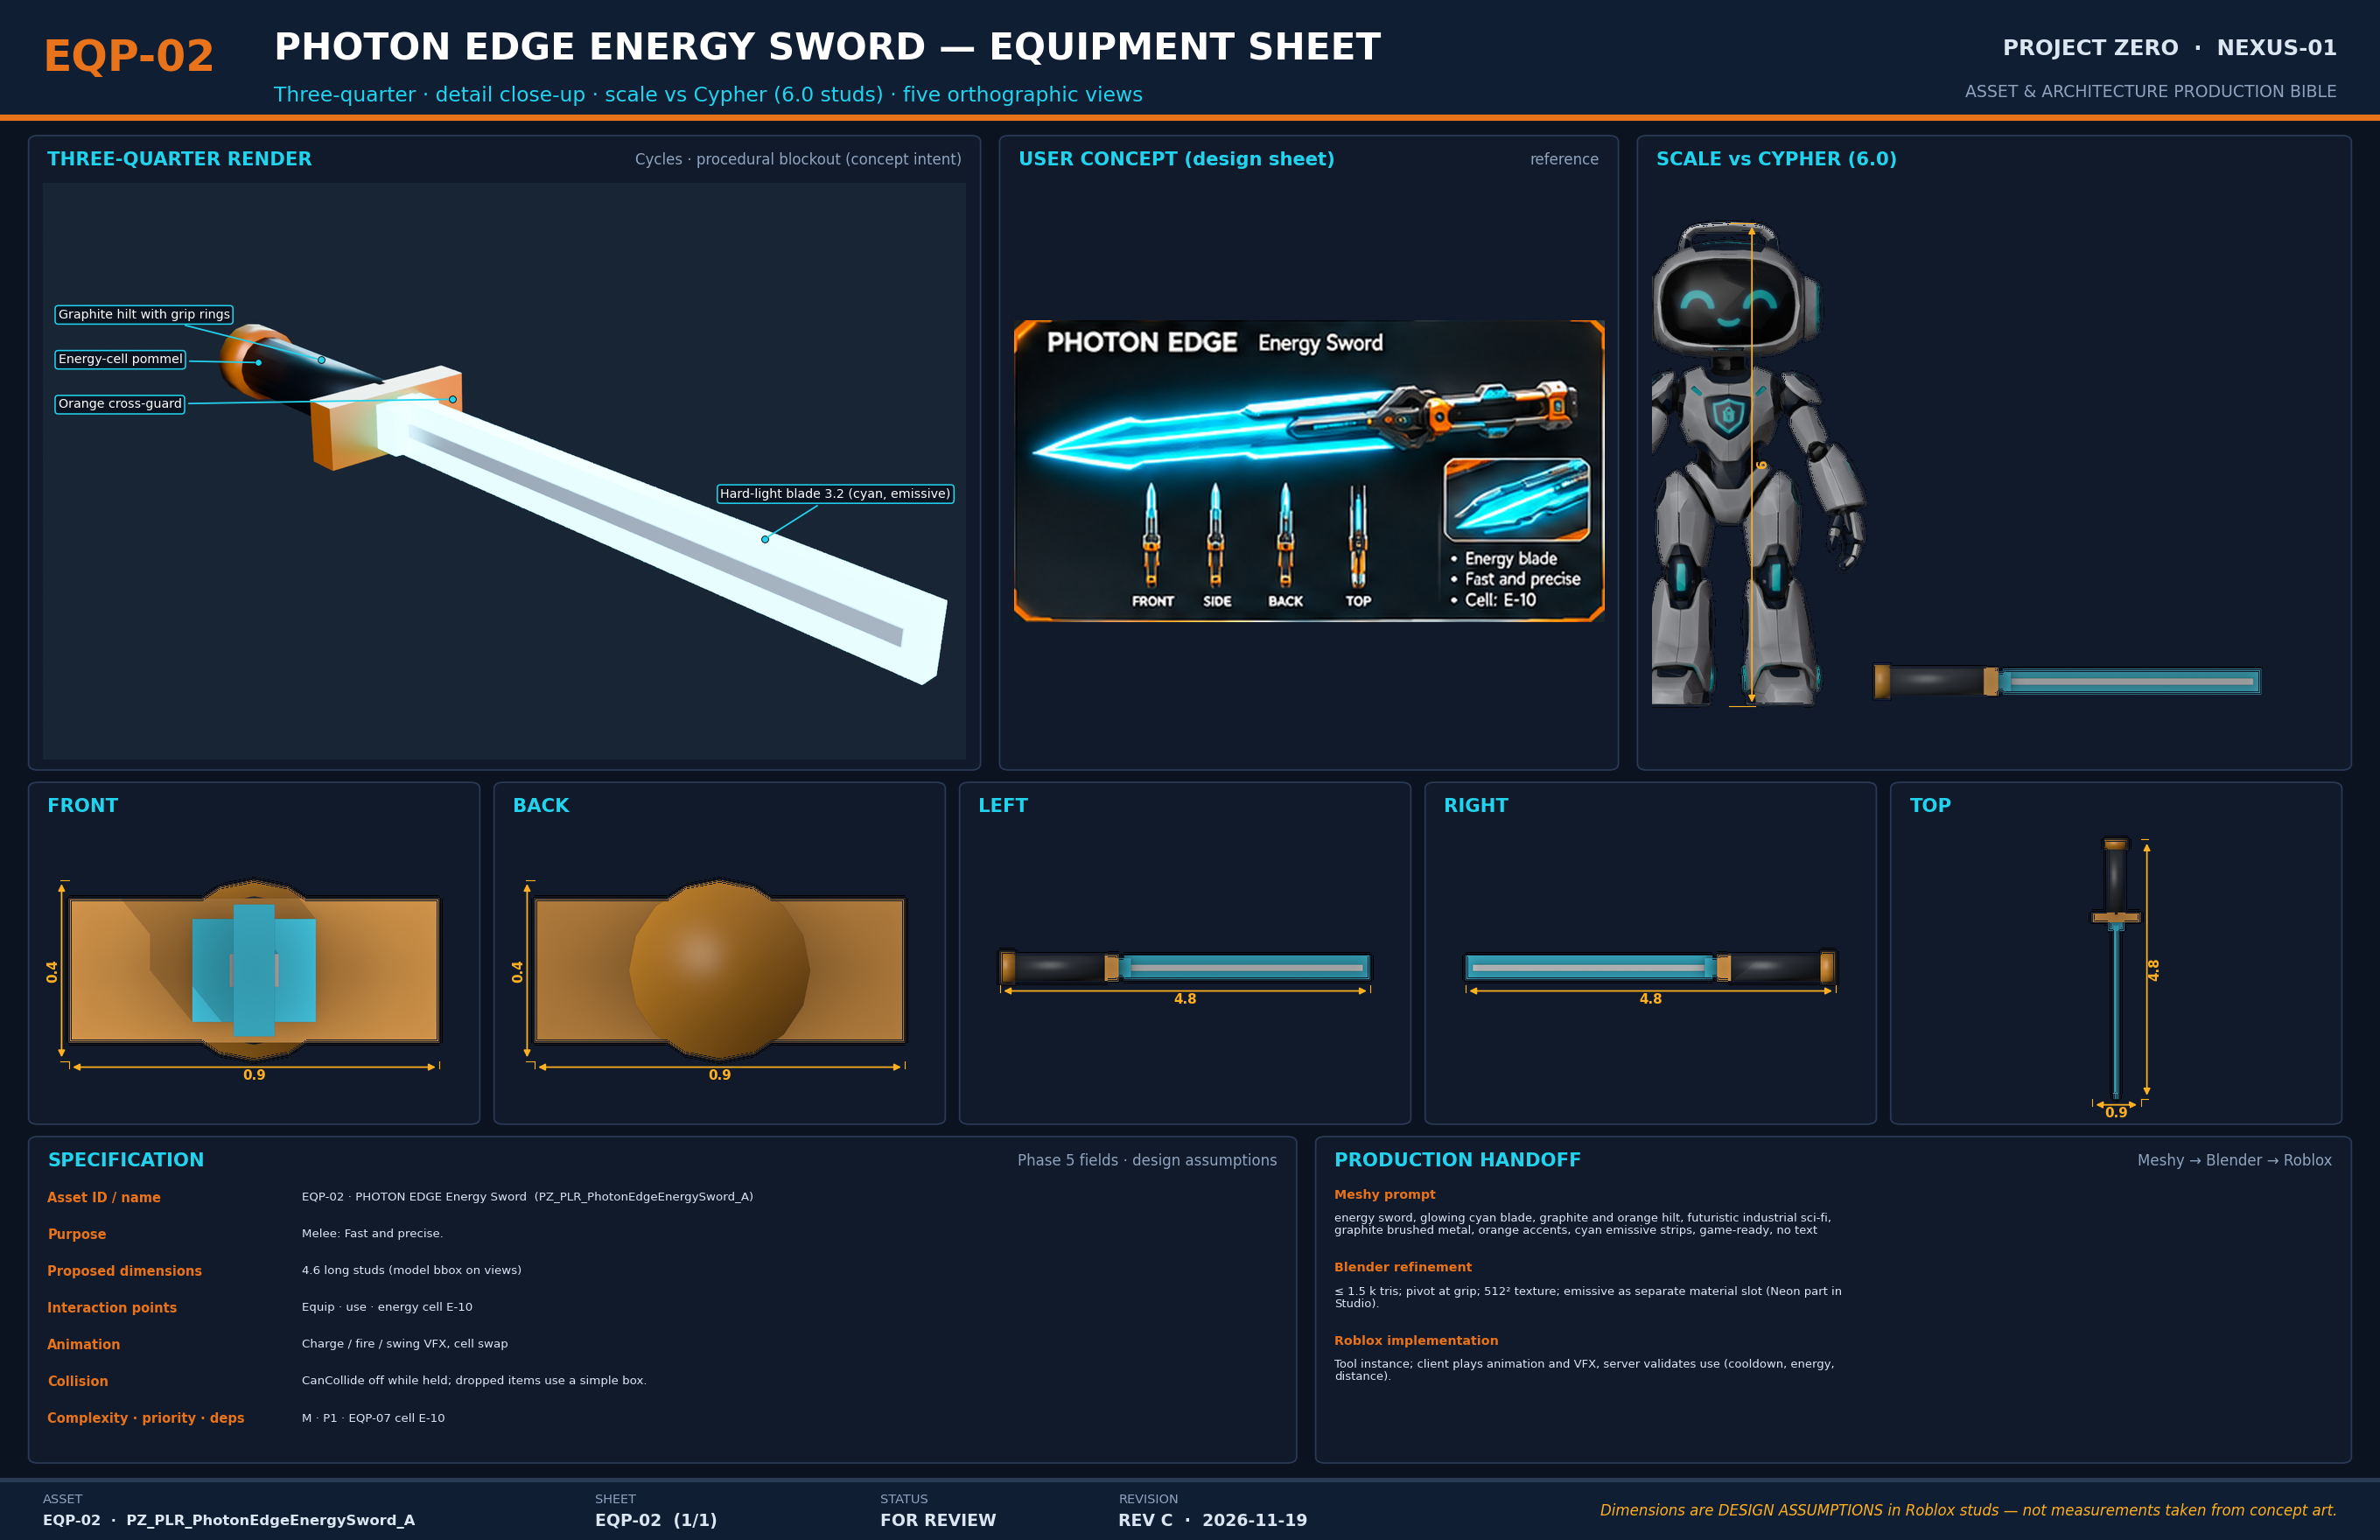 EQP-02
PHOTON EDGE ENERGY SWORD — EQUIPMENT SHEET
Three-quarter · detail close-up · scale vs Cypher (6.0 studs) · five orthographic views
PROJECT ZERO · NEXUS-01
ASSET & ARCHITECTURE PRODUCTION BIBLE
THREE-QUARTER RENDER
Cycles · procedural blockout (concept intent)
Graphite hilt with grip rings
Energy-cell pommel
Orange cross-guard
Hard-light blade 3.2 (cyan, emissive)
USER CONCEPT (design sheet)
reference
PHOTON EDGE Energy Sword
FRONT
SIDE
BACK
TOP
• Energy blade
• Fast and precise
• Cell: E-10
SCALE vs CYPHER (6.0)
6
FRONT
0.4
0.9
BACK
0.4
0.9
LEFT
4.8
RIGHT
4.8
TOP
4.8
0.9
SPECIFICATION
Phase 5 fields · design assumptions
Asset ID / name
EQP-02 · PHOTON EDGE Energy Sword (PZ_PLR_PhotonEdgeEnergySword_A)
Purpose
Melee: Fast and precise.
Proposed dimensions
4.6 long studs (model bbox on views)
Interaction points
Equip · use · energy cell E-10
Animation
Charge / fire / swing VFX, cell swap
Collision
CanCollide off while held; dropped items use a simple box.
Complexity · priority · deps
M · P1 · EQP-07 cell E-10
PRODUCTION HANDOFF
Meshy → Blender → Roblox
Meshy prompt
energy sword, glowing cyan blade, graphite and orange hilt, futuristic industrial sci-fi,
graphite brushed metal, orange accents, cyan emissive strips, game-ready, no text
Blender refinement
≤ 1.5 k tris; pivot at grip; 512² texture; emissive as separate material slot (Neon part in
Studio).
Roblox implementation
Tool instance; client plays animation and VFX, server validates use (cooldown, energy,
distance).
ASSET
EQP-02 · PZ_PLR_PhotonEdgeEnergySword_A
SHEET
EQP-02 (1/1)
STATUS
FOR REVIEW
REVISION
REV C · 2026-11-19
Dimensions are DESIGN ASSUMPTIONS in Roblox studs — not measurements taken from concept art.